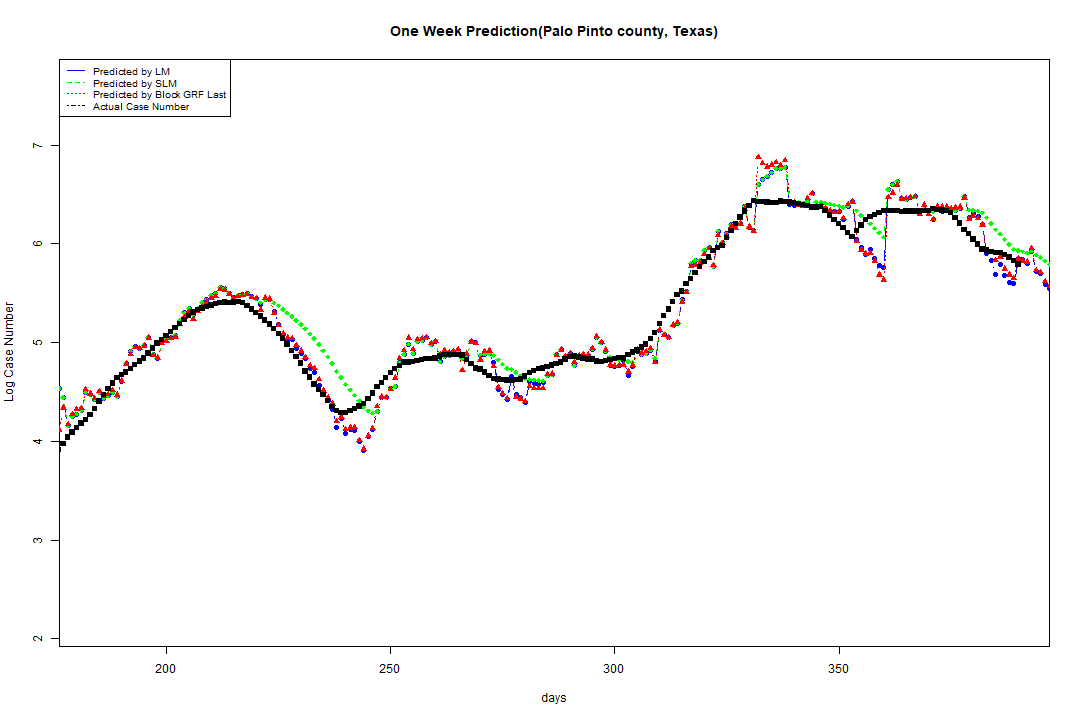 One Week Prediction(Palo Pinto county, Texas)
Predicted by LM
Predicted by SLM
Predicted by Block GRF Last
Actual Case Number
7
6
5
4
3
2
Log Case Number
200 250 300 350
days